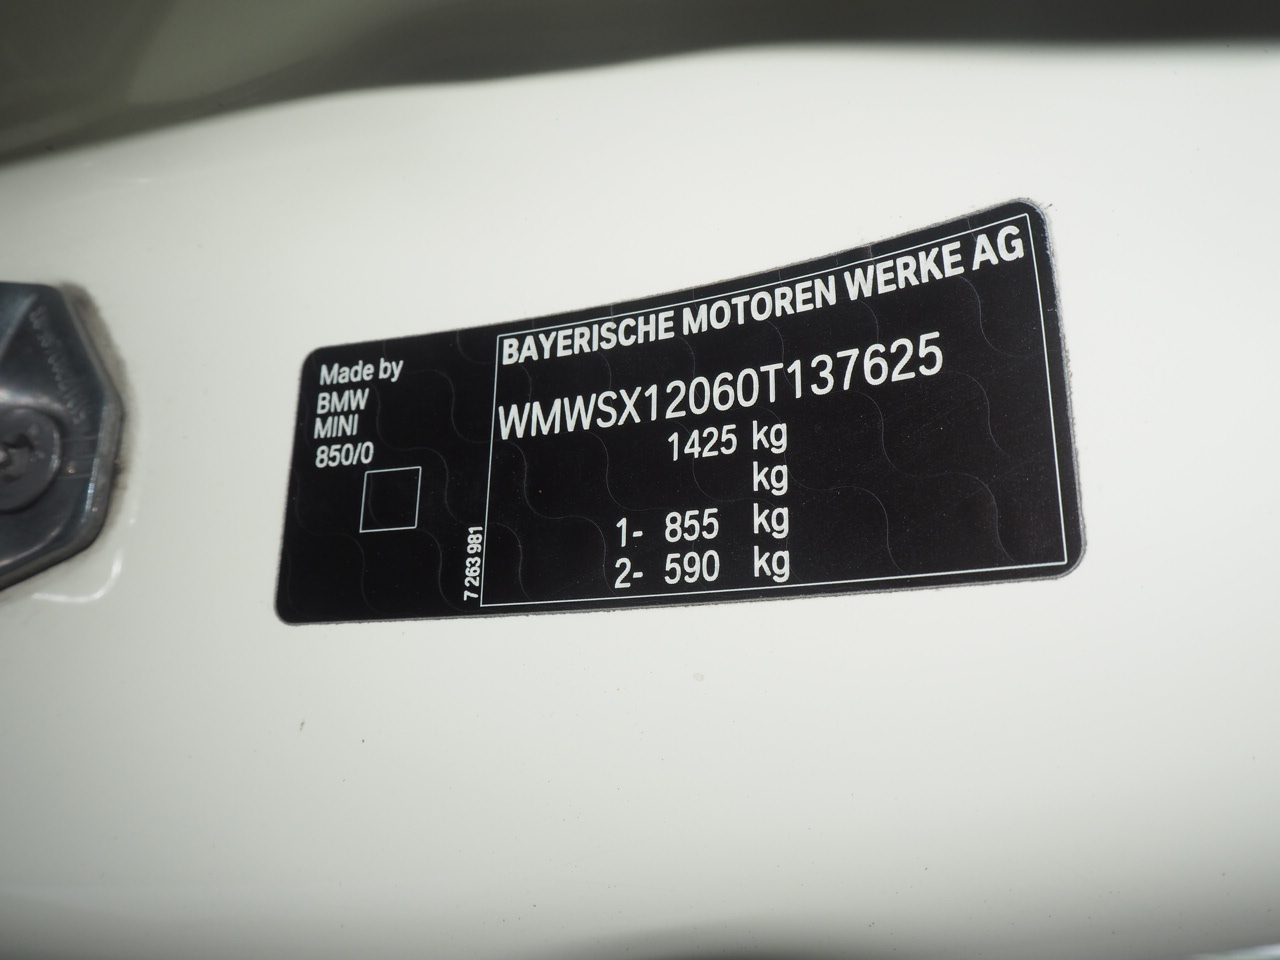 Made by
BMW
MINI
850/0
7 263 981
BAYERISCHE MOTOREN WERKE AG
WMWSX12060T137625
1425 kg
kg
1- 855 kg
2- 590 kg